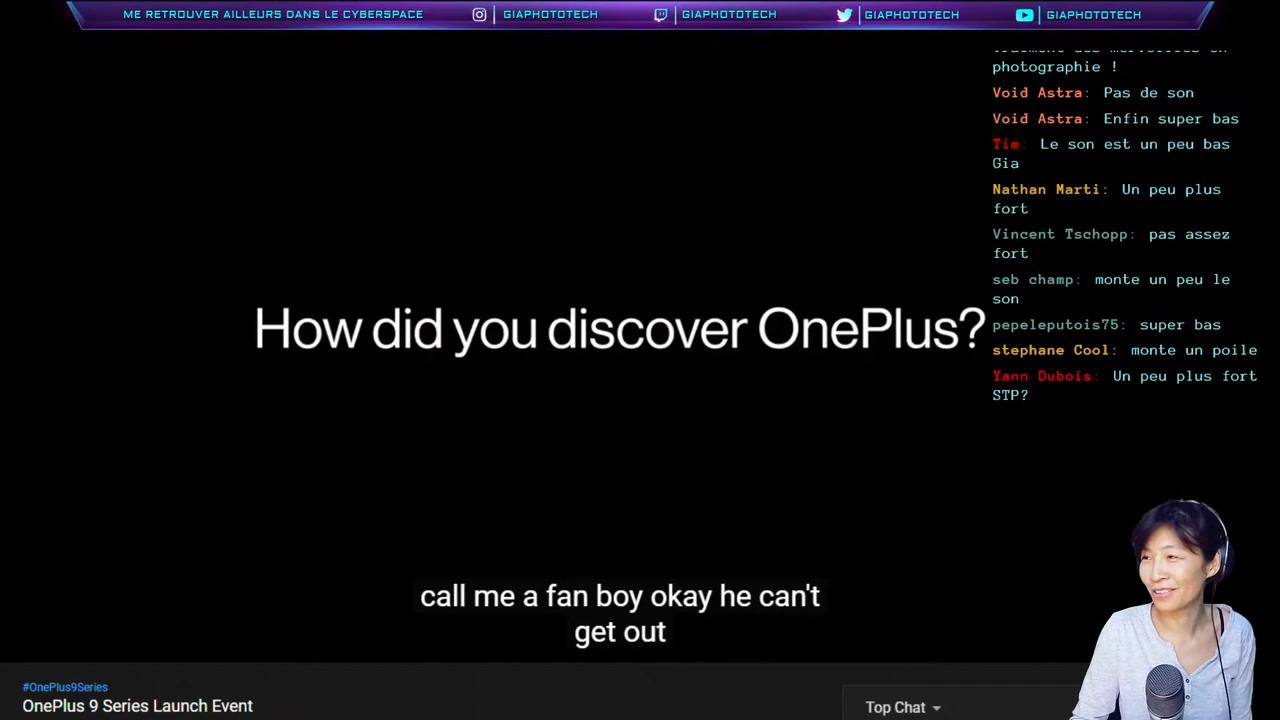 ME RETROUVER AILLEURS DANS LE CYBERSPACE
GIAPHOTOTECH
GIAPHOTOTECH
GIAPHOTOTECH
GIAPHOTOTECH
photographie !
Void Astra: Pas de son
Void Astra: Enfin super bas
Tim: Le son est un peu bas
Gia
Nathan Marti: Un peu plus
fort
Vincent Tschopp: pas assez
fort
seb champ: monte un peu le
son
pepeleputois75: super bas
stephane Cool: monte un poile
Yann Dubois: Un peu plus fort
STP?
How did you discover OnePlus?
call me a fan boy okay he can't
get out
#OnePlus9Series
OnePlus 9 Series Launch Event
Top Chat